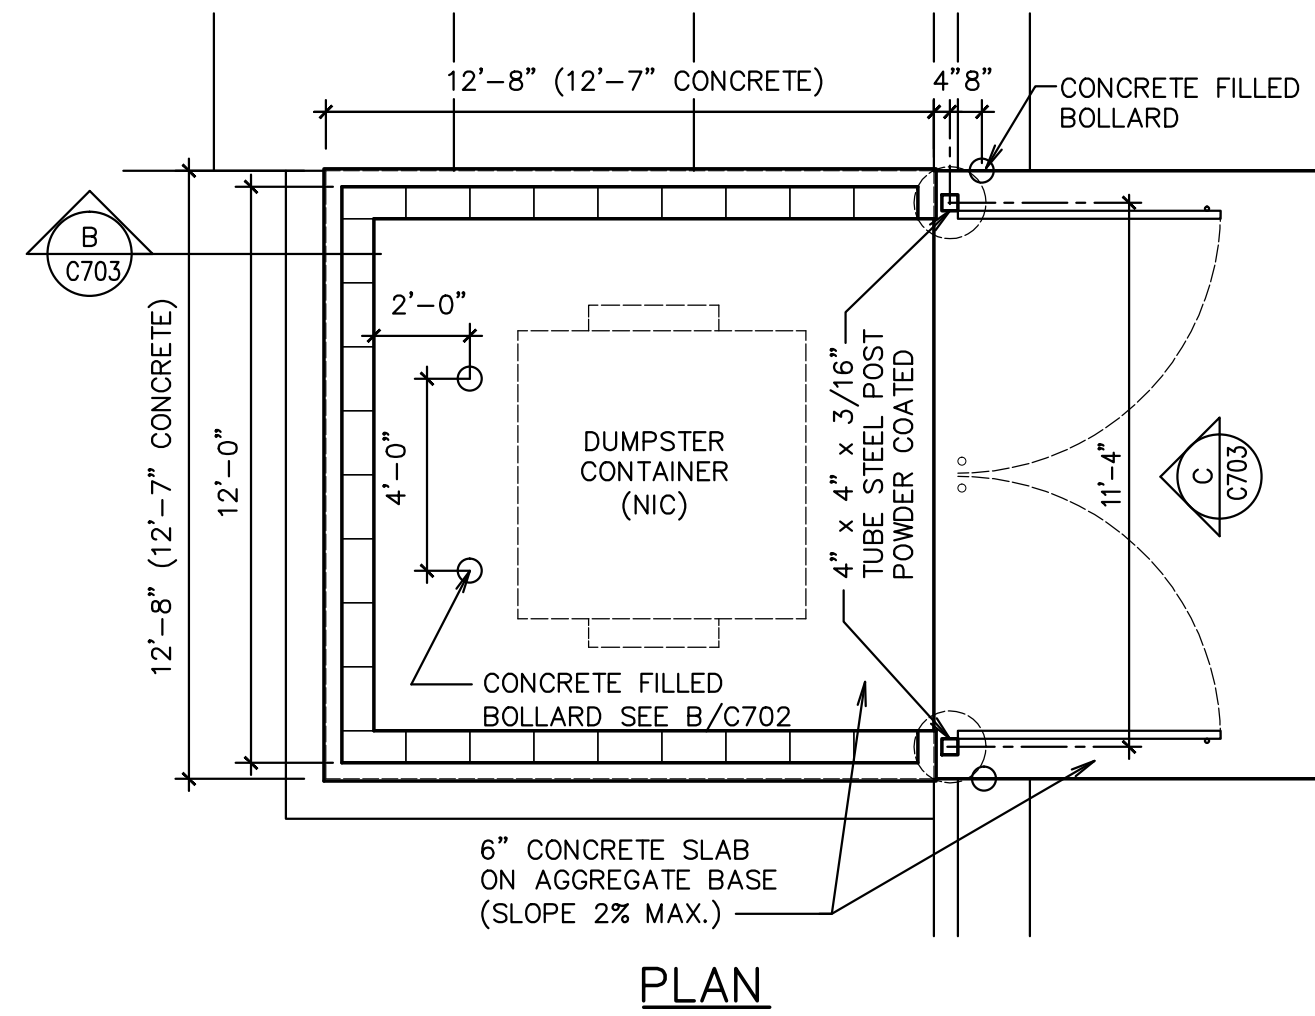 12'-8" (12'-7" CONCRETE)
4"
8"
CONCRETE FILLED
BOLLARD
B
C703
2'-0"
12'-8" (12'-7" CONCRETE)
12'-0"
4'-0"
DUMPSTER
CONTAINER
(NIC)
4" x 4" x 3/16"
TUBE STEEL POST
POWDER COATED
11'-4"
C
C703
CONCRETE FILLED
BOLLARD SEE B/C702
6" CONCRETE SLAB
ON AGGREGATE BASE
(SLOPE 2% MAX.)
PLAN